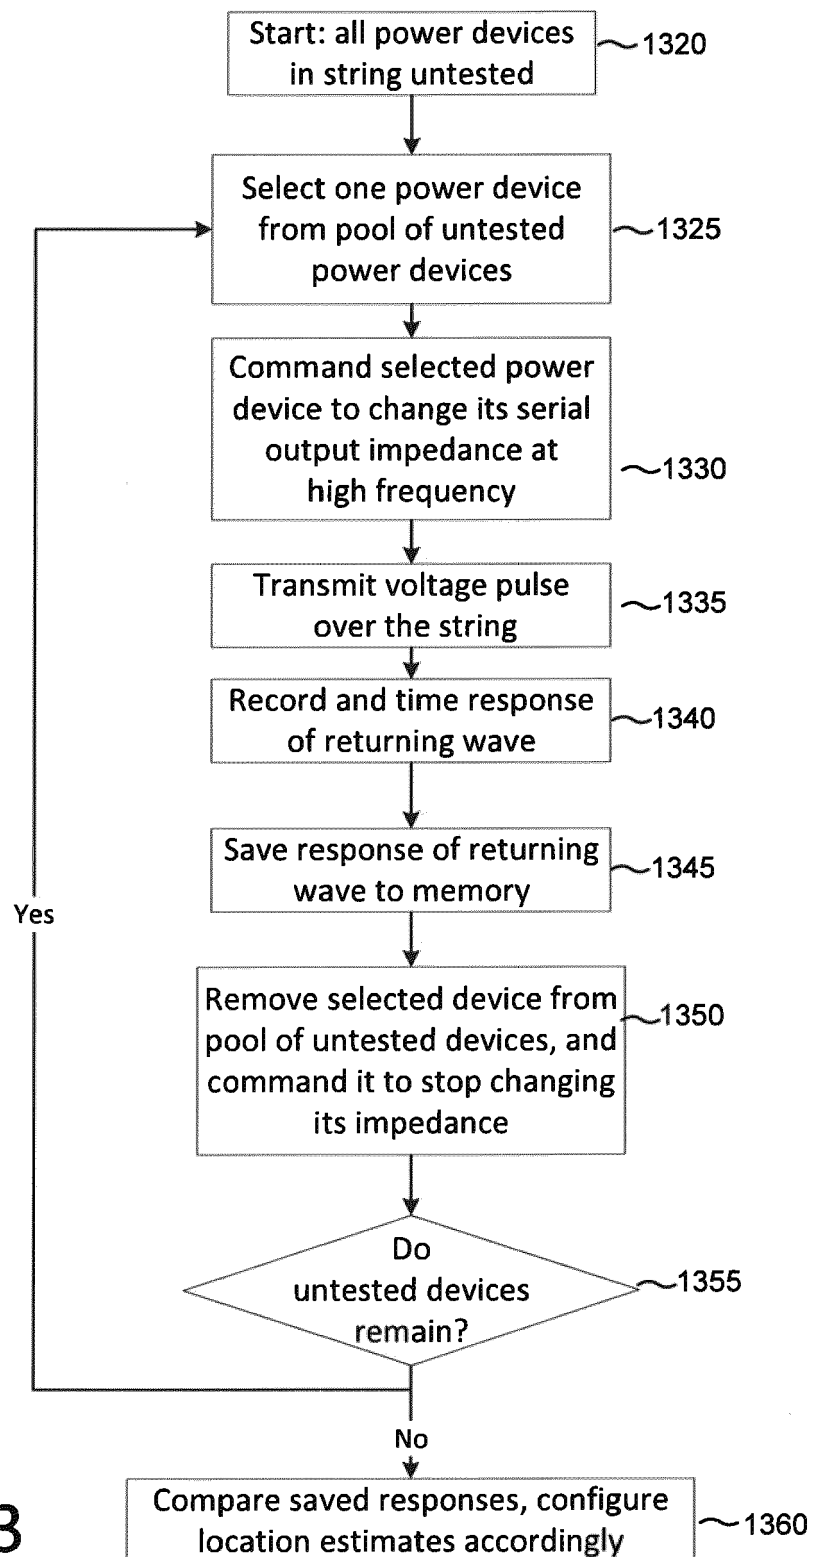 Start: all power devices
in string untested
1320
Select one power device
from pool of untested
power devices
1325
Command selected power
device to change its serial
output impedance at
high frequency
1330
Transmit voltage pulse
over the string
1335
Record and time response
of returning wave
1340
Save response of returning
wave to memory
1345
Yes
Remove selected device from
pool of untested devices, and
command it to stop changing
its impedance
1350
Do
untested devices
remain?
1355
No
Compare saved responses, configure
location estimates accordingly
1360
3